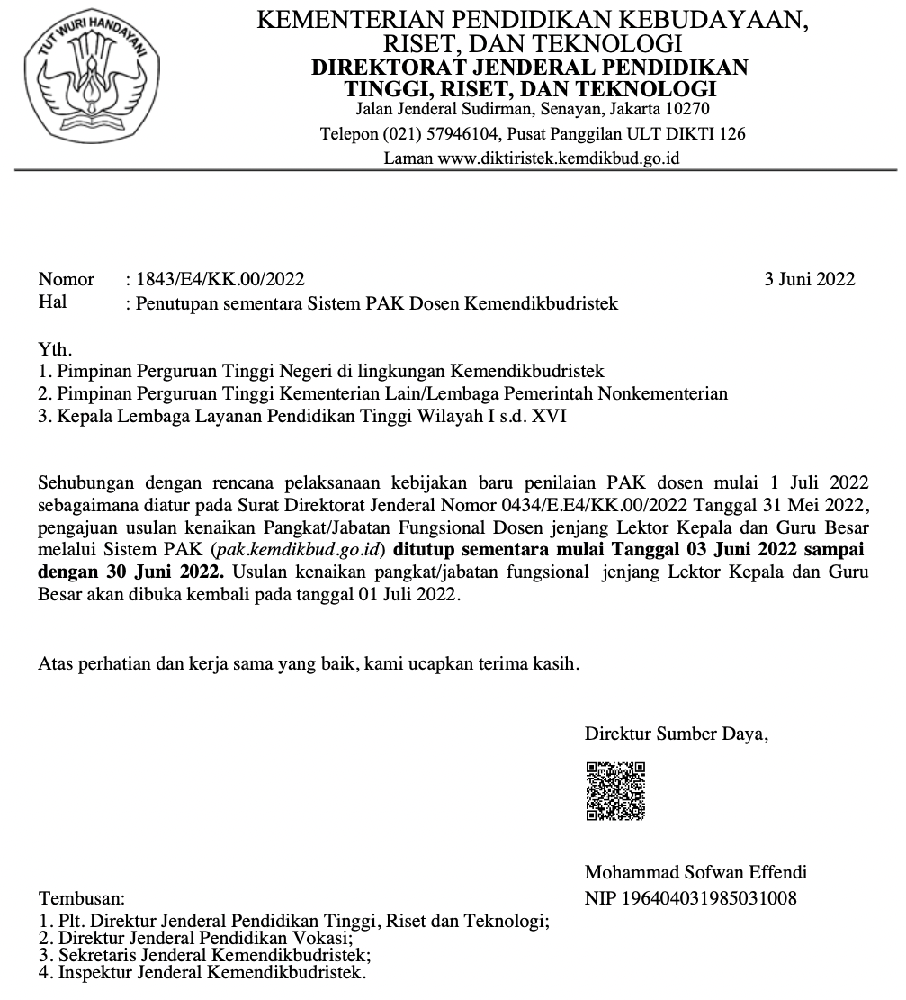 TUT WURI HANDAYANI
KEMENTERIAN PENDIDIKAN KEBUDAYAAN,
RISET, DAN TEKNOLOGI
DIREKTORAT JENDERAL PENDIDIKAN
TINGGI, RISET, DAN TEKNOLOGI
Jalan Jenderal Sudirman, Senayan, Jakarta 10270
Telepon (021) 57946104, Pusat Panggilan ULT DIKTI 126
Laman www.diktiristek.kemdikbud.go.id
Nomor : 1843/E4/KK.00/2022 3 Juni 2022
Hal : Penutupan sementara Sistem PAK Dosen Kemendikbudristek
Yth.
1. Pimpinan Perguruan Tinggi Negeri di lingkungan Kemendikbudristek
2. Pimpinan Perguruan Tinggi Kementerian Lain/Lembaga Pemerintah Nonkementerian
3. Kepala Lembaga Layanan Pendidikan Tinggi Wilayah I s.d. XVI
Sehubungan dengan rencana pelaksanaan kebijakan baru penilaian PAK dosen mulai 1 Juli 2022
sebagaimana diatur pada Surat Direktorat Jenderal Nomor 0434/E.E4/KK.00/2022 Tanggal 31 Mei 2022,
pengajuan usulan kenaikan Pangkat/Jabatan Fungsional Dosen jenjang Lektor Kepala dan Guru Besar
melalui Sistem PAK (pak.kemdikbud.go.id) ditutup sementara mulai Tanggal 03 Juni 2022 sampai
dengan 30 Juni 2022. Usulan kenaikan pangkat/jabatan fungsional jenjang Lektor Kepala dan Guru
Besar akan dibuka kembali pada tanggal 01 Juli 2022.
Atas perhatian dan kerja sama yang baik, kami ucapkan terima kasih.
Direktur Sumber Daya,
Mohammad Sofwan Effendi
NIP 196404031985031008
Tembusan:
1. Plt. Direktur Jenderal Pendidikan Tinggi, Riset dan Teknologi;
2. Direktur Jenderal Pendidikan Vokasi;
3. Sekretaris Jenderal Kemendikbudristek;
4. Inspektur Jenderal Kemendikbudristek.